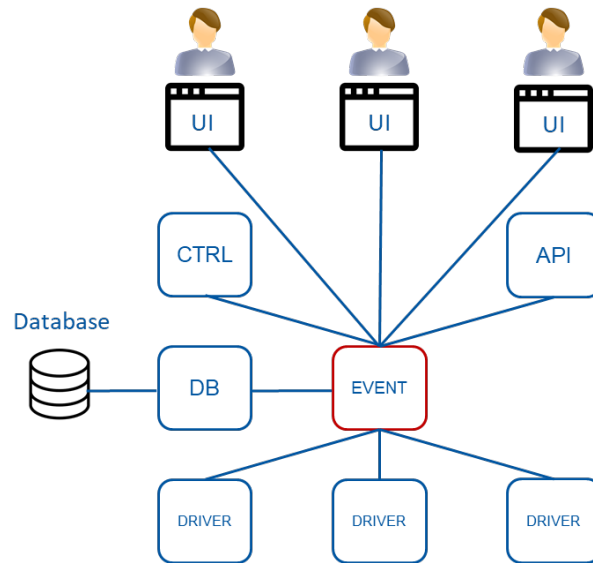 UI
UI
UI
CTRL
API
Database
DB
EVENT
DRIVER
DRIVER
DRIVER